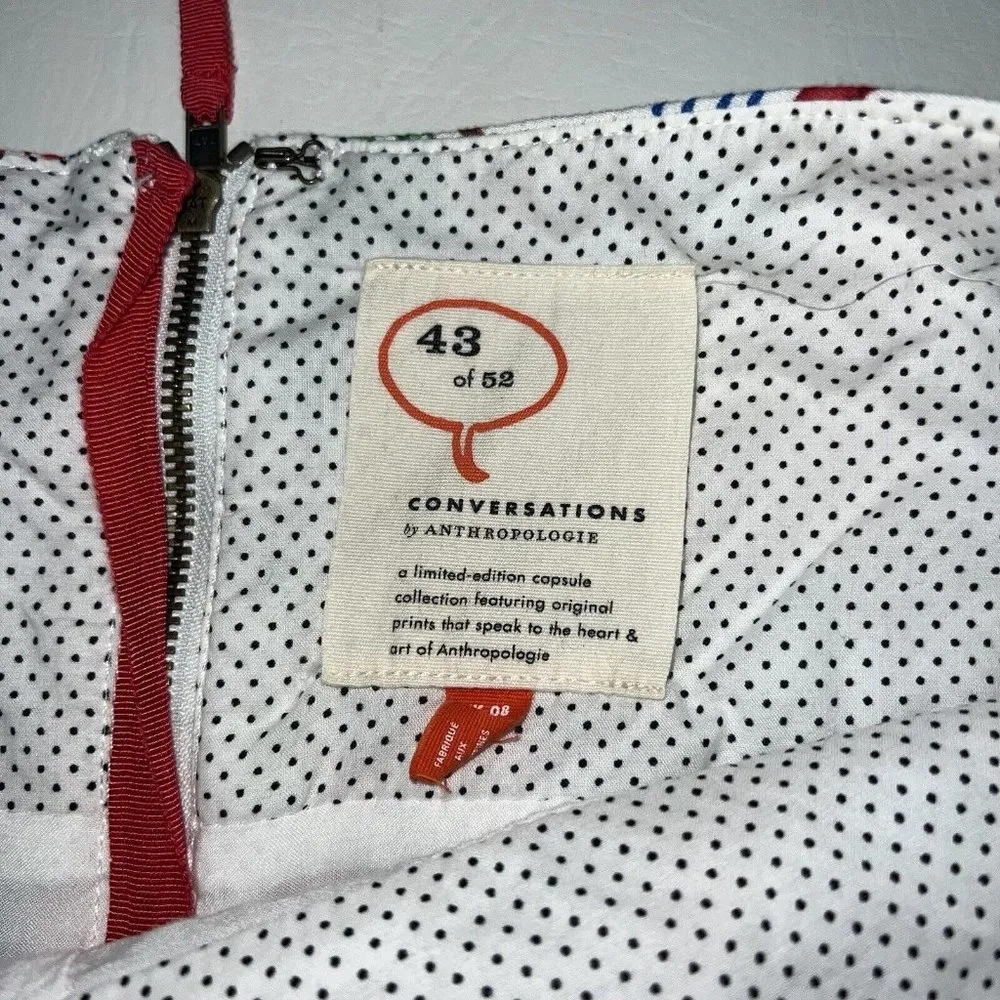 43
of 52
CONVERSATIONS
by ANTHROPOLOGIE
a limited-edition capsule
collection featuring original
prints that speak to the heart &
art of Anthropologie
08
FABRIQUE
AUX